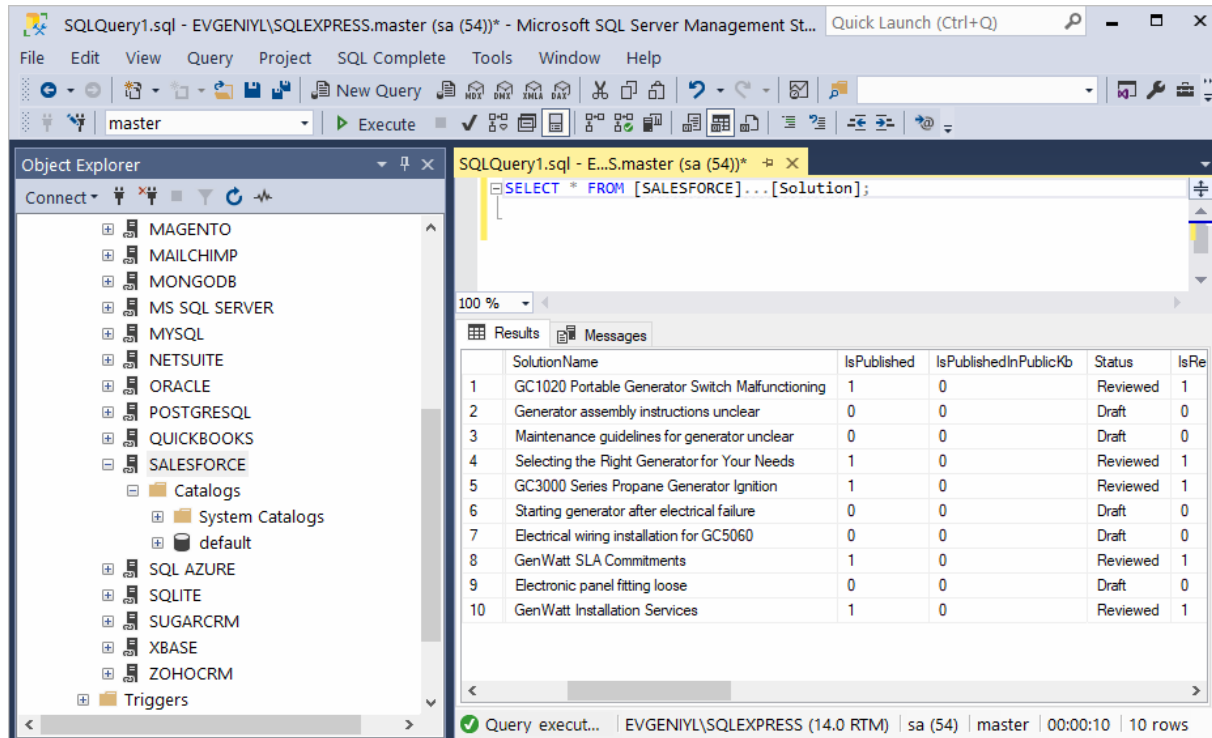 SQLQuery1.sql - EVGENIYL\SQLEXPRESS.master (sa (54))* - Microsoft SQL Server Management St...
Quick Launch (Ctrl+Q)
File Edit View Query Project SQL Complete Tools Window Help
New Query MDX DMX XMLA DAX
master Execute
Object Explorer
Connect
MAGENTO
MAILCHIMP
MONGODB
MS SQL SERVER
MYSQL
NETSUITE
ORACLE
POSTGRESQL
QUICKBOOKS
SALESFORCE
Catalogs
System Catalogs
default
SQL AZURE
SQLITE
SUGARCRM
XBASE
ZOHOCRM
Triggers
SQLQuery1.sql - E...S.master (sa (54))*
SELECT * FROM [SALESFORCE]...[Solution];
100 %
Results Messages
SolutionName IsPublished IsPublishedInPublicKb Status IsRe
1 GC1020 Portable Generator Switch Malfunctioning 1 0 Reviewed 1
2 Generator assembly instructions unclear 0 0 Draft 0
3 Maintenance guidelines for generator unclear 0 0 Draft 0
4 Selecting the Right Generator for Your Needs 1 0 Reviewed 1
5 GC3000 Series Propane Generator Ignition 1 0 Reviewed 1
6 Starting generator after electrical failure 0 0 Draft 0
7 Electrical wiring installation for GC5060 0 0 Draft 0
8 GenWatt SLA Commitments 1 0 Reviewed 1
9 Electronic panel fitting loose 0 0 Draft 0
10 GenWatt Installation Services 1 0 Reviewed 1
Query execut... EVGENIYL\SQLEXPRESS (14.0 RTM) sa (54) master 00:00:10 10 rows